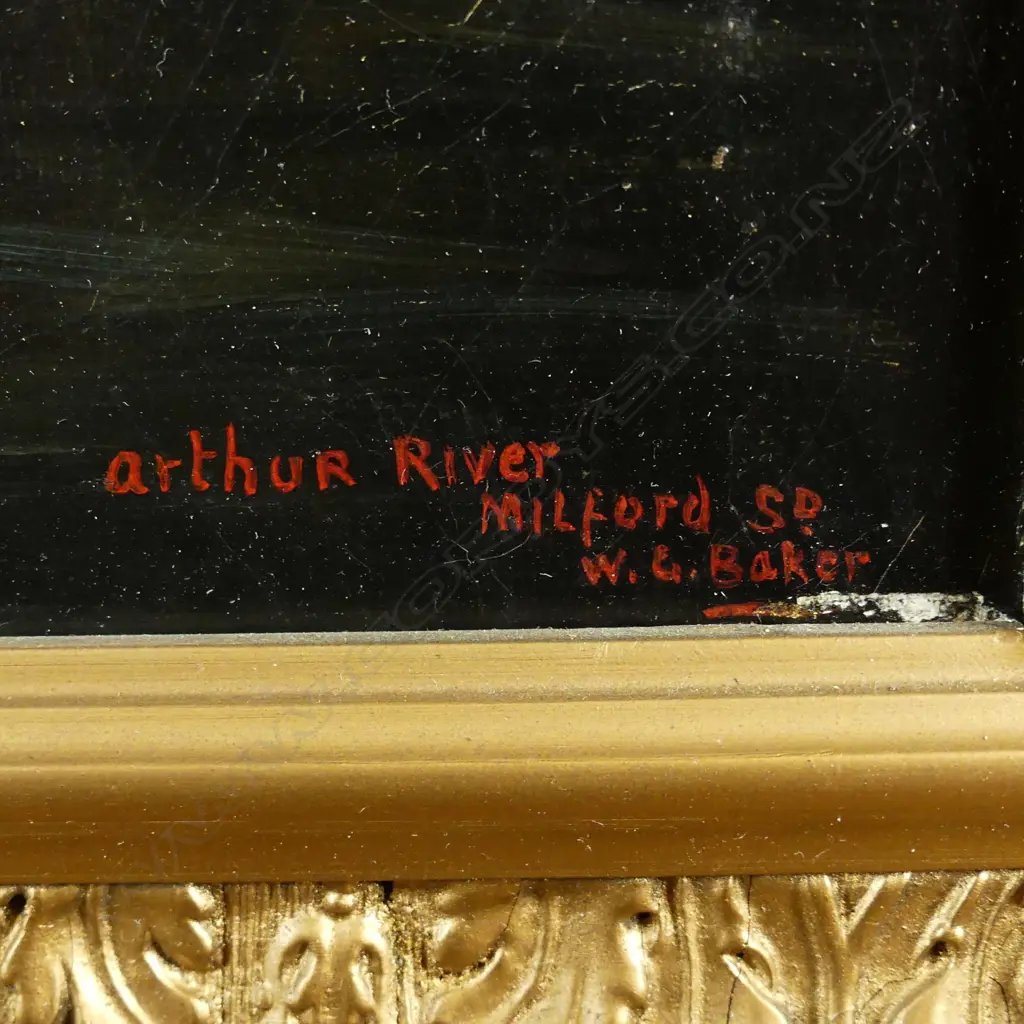 arthur River
Milford SD.
W. G. Baker